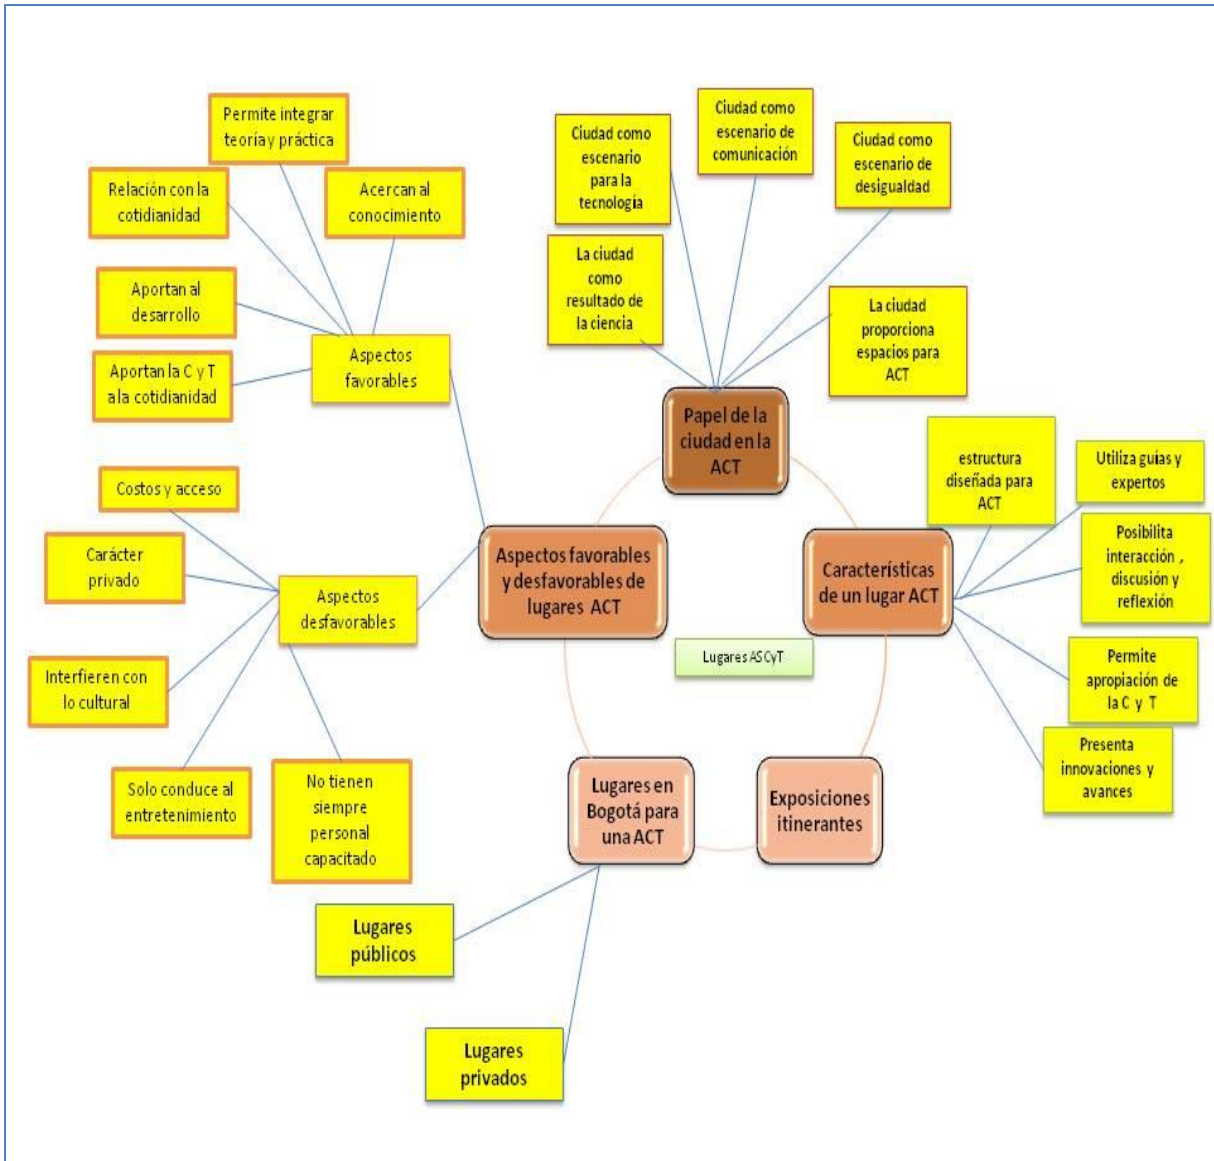 Permite integrar
teoría y práctica
Relación con la
cotidianidad
Acercan al
conocimiento
Aportan al
desarrollo
Aportan la C y T
a la cotidianidad
Aspectos
favorables
Ciudad como
escenario
para la
tecnología
Ciudad como
escenario de
comunicación
Ciudad como
escenario de
desigualdad
La ciudad
como
resultado de
la ciencia
La ciudad
proporciona
espacios para
ACT
Papel de la
ciudad en la
ACT
estructura
diseñada para
ACT
Utiliza guías y
expertos
Posibilita
interacción ,
discusión y
reflexión
Permite
apropiación de
la C y T
Presenta
innovaciones y
avances
Características
de un lugar ACT
Aspectos favorables
y desfavorables de
lugares ACT
Lugares ASCyT
Costos y acceso
Carácter
privado
Aspectos
desfavorables
Interfieren con
lo cultural
Solo conduce al
entretenimiento
No tienen
siempre
personal
capacitado
Lugares en
Bogotá para
una ACT
Exposiciones
itinerantes
Lugares
públicos
Lugares
privados